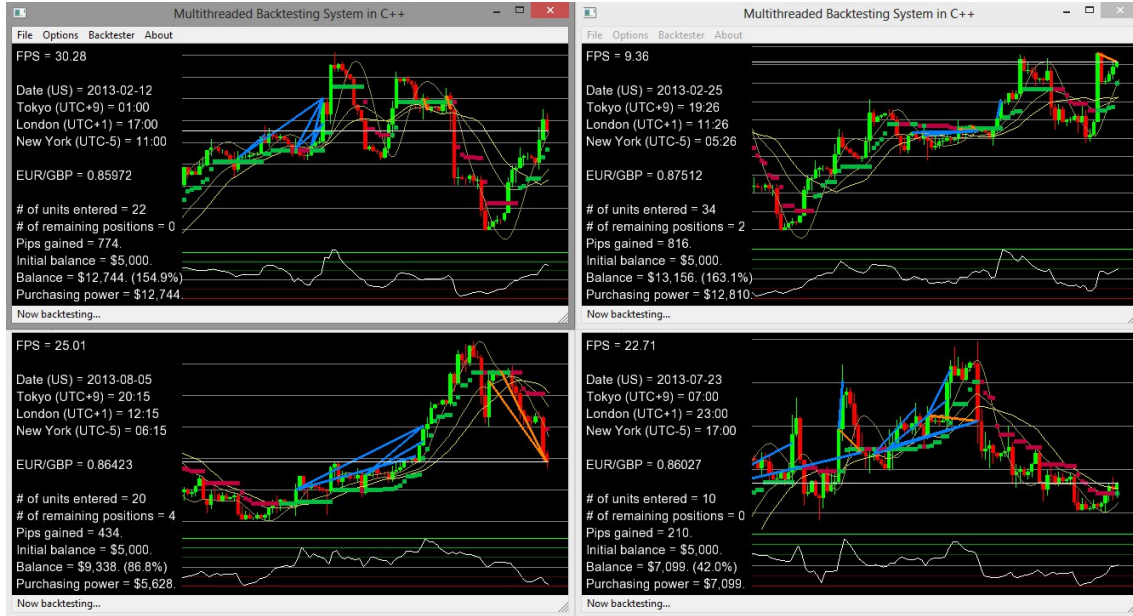 Multithreaded Backtesting System in C++
File Options Backtester About
FPS = 30.28
Date (US) = 2013-02-12
Tokyo (UTC+9) = 01:00
London (UTC+1) = 17:00
New York (UTC-5) = 11:00
EUR/GBP = 0.85972
# of units entered = 22
# of remaining positions = 0
Pips gained = 774.
Initial balance = $5,000.
Balance = $12,744. (154.9%)
Purchasing power = $12,744.
Now backtesting...
Multithreaded Backtesting System in C++
File Options Backtester About
FPS = 9.36
Date (US) = 2013-02-25
Tokyo (UTC+9) = 19:26
London (UTC+1) = 11:26
New York (UTC-5) = 05:26
EUR/GBP = 0.87512
# of units entered = 34
# of remaining positions = 2
Pips gained = 816.
Initial balance = $5,000.
Balance = $13,156. (163.1%)
Purchasing power = $12,810.
Now backtesting...
FPS = 25.01
Date (US) = 2013-08-05
Tokyo (UTC+9) = 20:15
London (UTC+1) = 12:15
New York (UTC-5) = 06:15
EUR/GBP = 0.86423
# of units entered = 20
# of remaining positions = 4
Pips gained = 434.
Initial balance = $5,000.
Balance = $9,338. (86.8%)
Purchasing power = $5,628.
Now backtesting...
FPS = 22.71
Date (US) = 2013-07-23
Tokyo (UTC+9) = 07:00
London (UTC+1) = 23:00
New York (UTC-5) = 17:00
EUR/GBP = 0.86027
# of units entered = 10
# of remaining positions = 0
Pips gained = 210.
Initial balance = $5,000.
Balance = $7,099. (42.0%)
Purchasing power = $7,099.
Now backtesting...